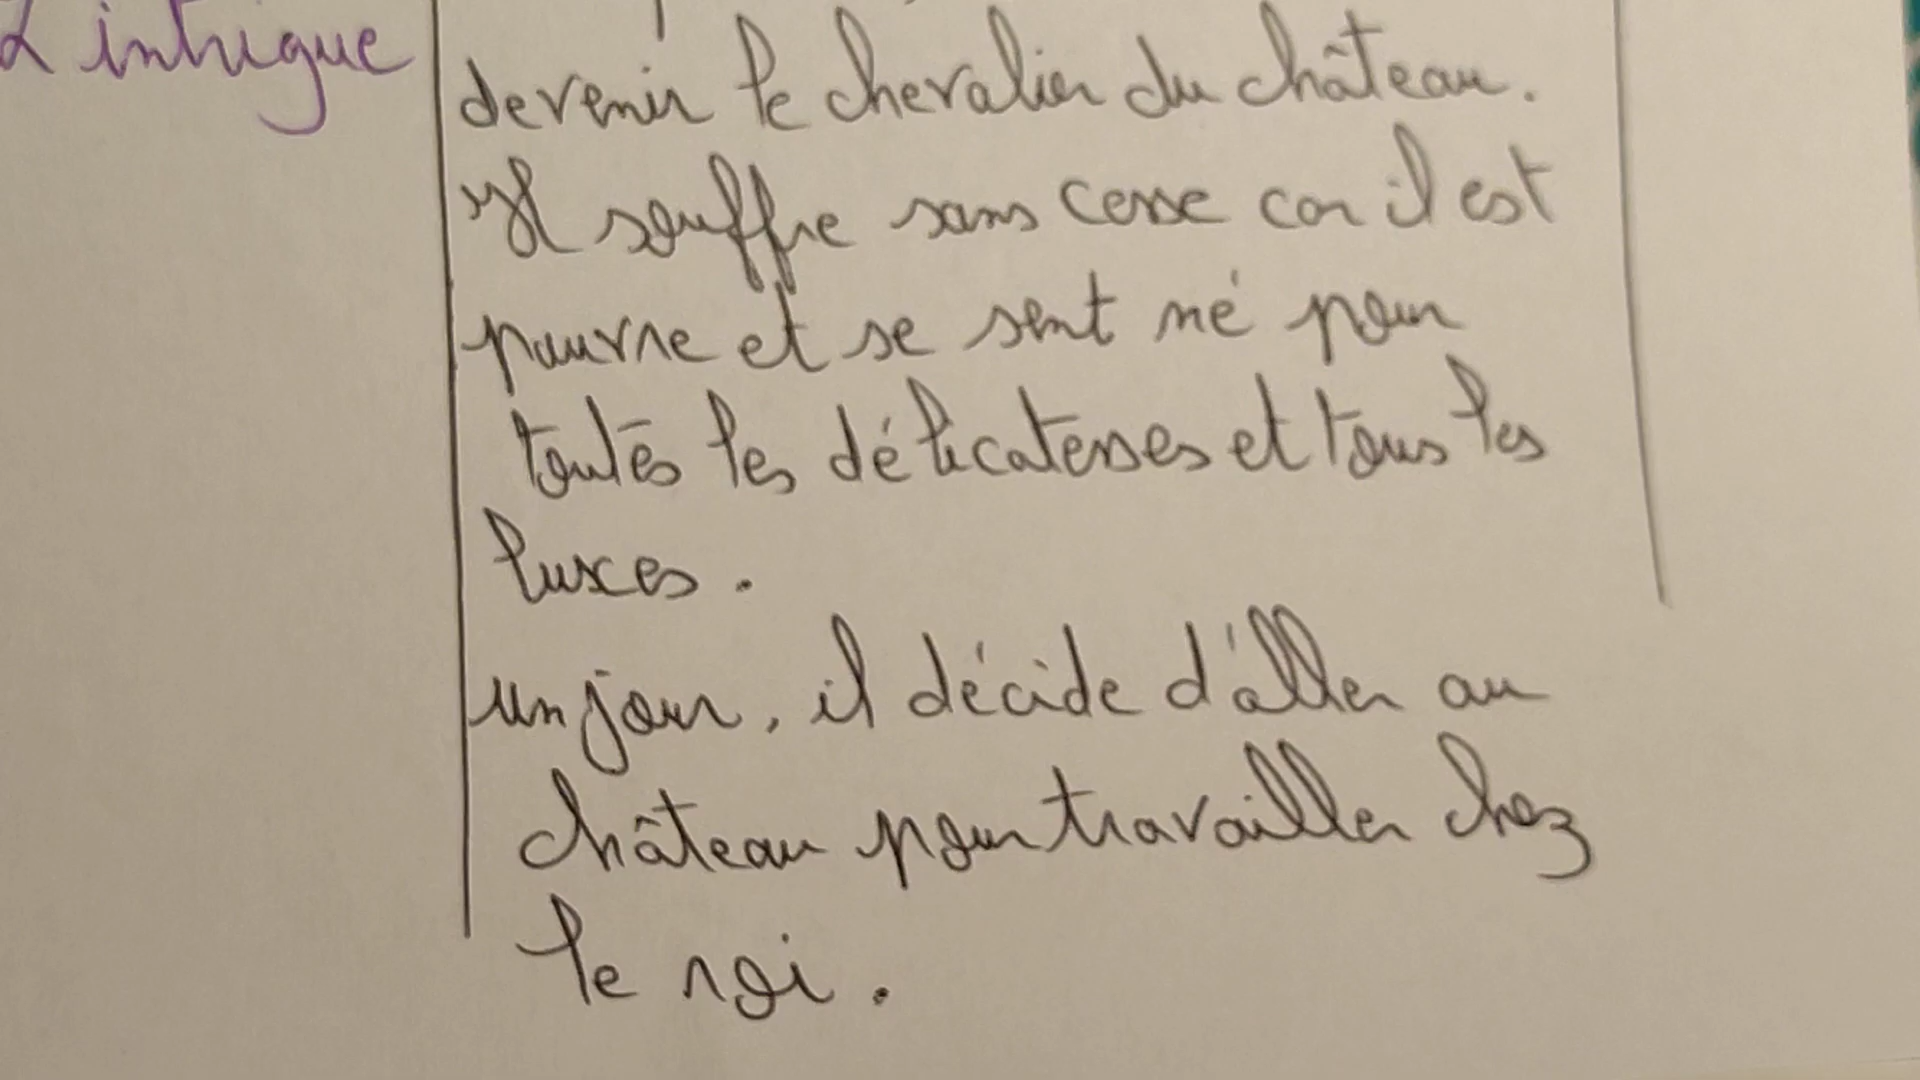 L'intrigue
devenir le chevalier du château.
Il souffre sans cesse car il est
pauvre et se sent né pour
toutes les délicatesses et tous les
luxes.
un jour, il décide d'aller au
château pour travailler chez
le roi.